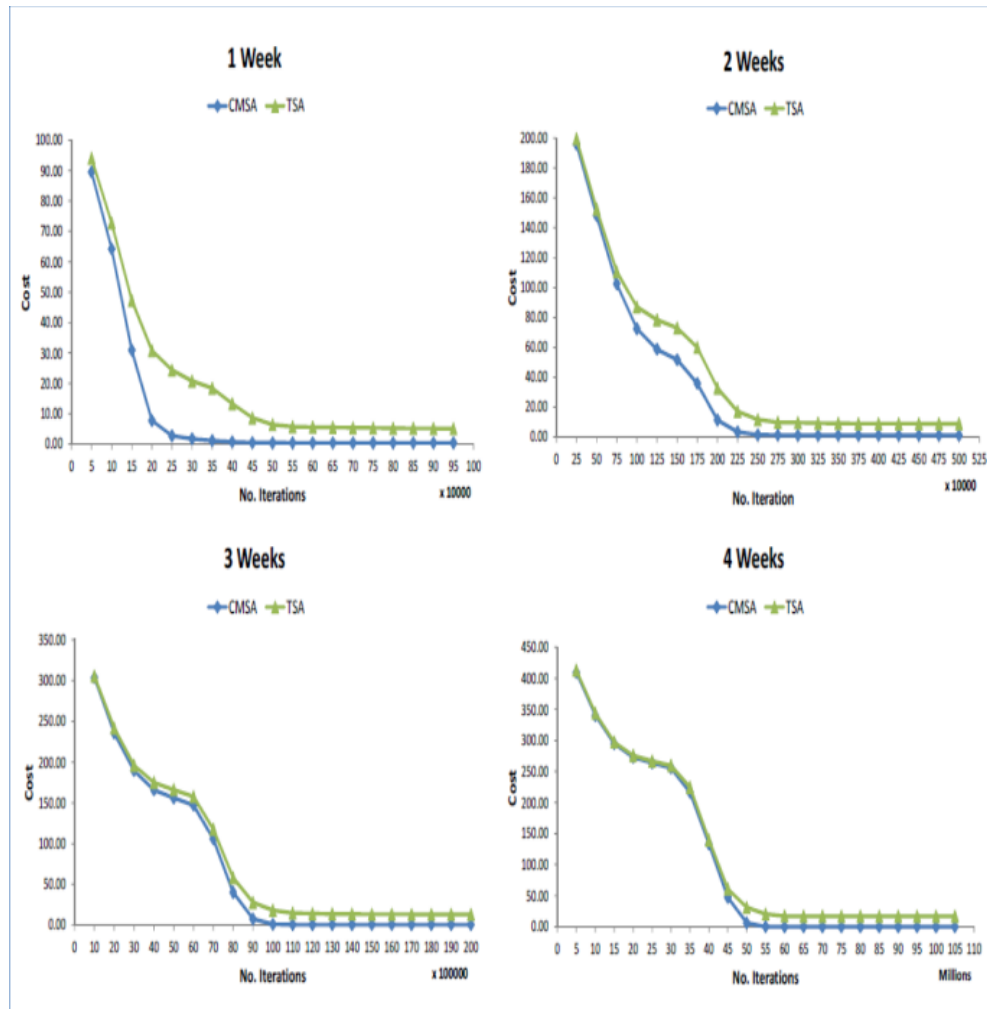 1 Week
CMSA TSA
100.00
90.00
80.00
70.00
60.00
50.00
40.00
30.00
20.00
10.00
0.00
Cost
0 5 10 15 20 25 30 35 40 45 50 55 60 65 70 75 80 85 90 95 100
No. Iterctions
x 10000
2 Weeks
CMSA TSA
200.00
180.00
160.00
140.00
120.00
100.00
80.00
60.00
40.00
20.00
0.00
Cost
0 25 50 75 100 125 150 175 200 225 250 275 300 325 350 375 400 425 450 475 500 525
No. Iteration
x 10000
3 Weeks
CMSA TSA
350.00
300.00
250.00
200.00
150.00
100.00
50.00
0.00
Cost
0 10 20 30 40 50 60 70 80 90 100 110 120 130 140 150 160 170 180 190 200
No. Iterations
x 100000
4 Weeks
CMSA TSA
450.00
400.00
350.00
300.00
250.00
200.00
150.00
100.00
50.00
0.00
Cost
0 5 10 15 20 25 30 35 40 45 50 55 60 65 70 75 80 85 90 95 100 105 110
No. Iterations
Millions